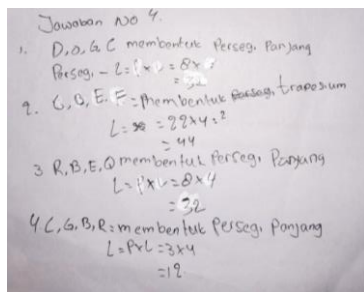 Jawaban No 4.
1. D, a, G, C membentuk Persegi Panjang
Persegi - L = P x l = 8 x 4
= 32
2. G, B, E, F = Membentuk trapesium
L = = 22 x 4 = 2
= 44
3 R, B, E, Q membentuk Persegi Panjang
L = P x l = 8 x 4
= 32
4 C, G, B, R = membentuk Persegi Panjang
L = P x L = 3 x 4
= 12